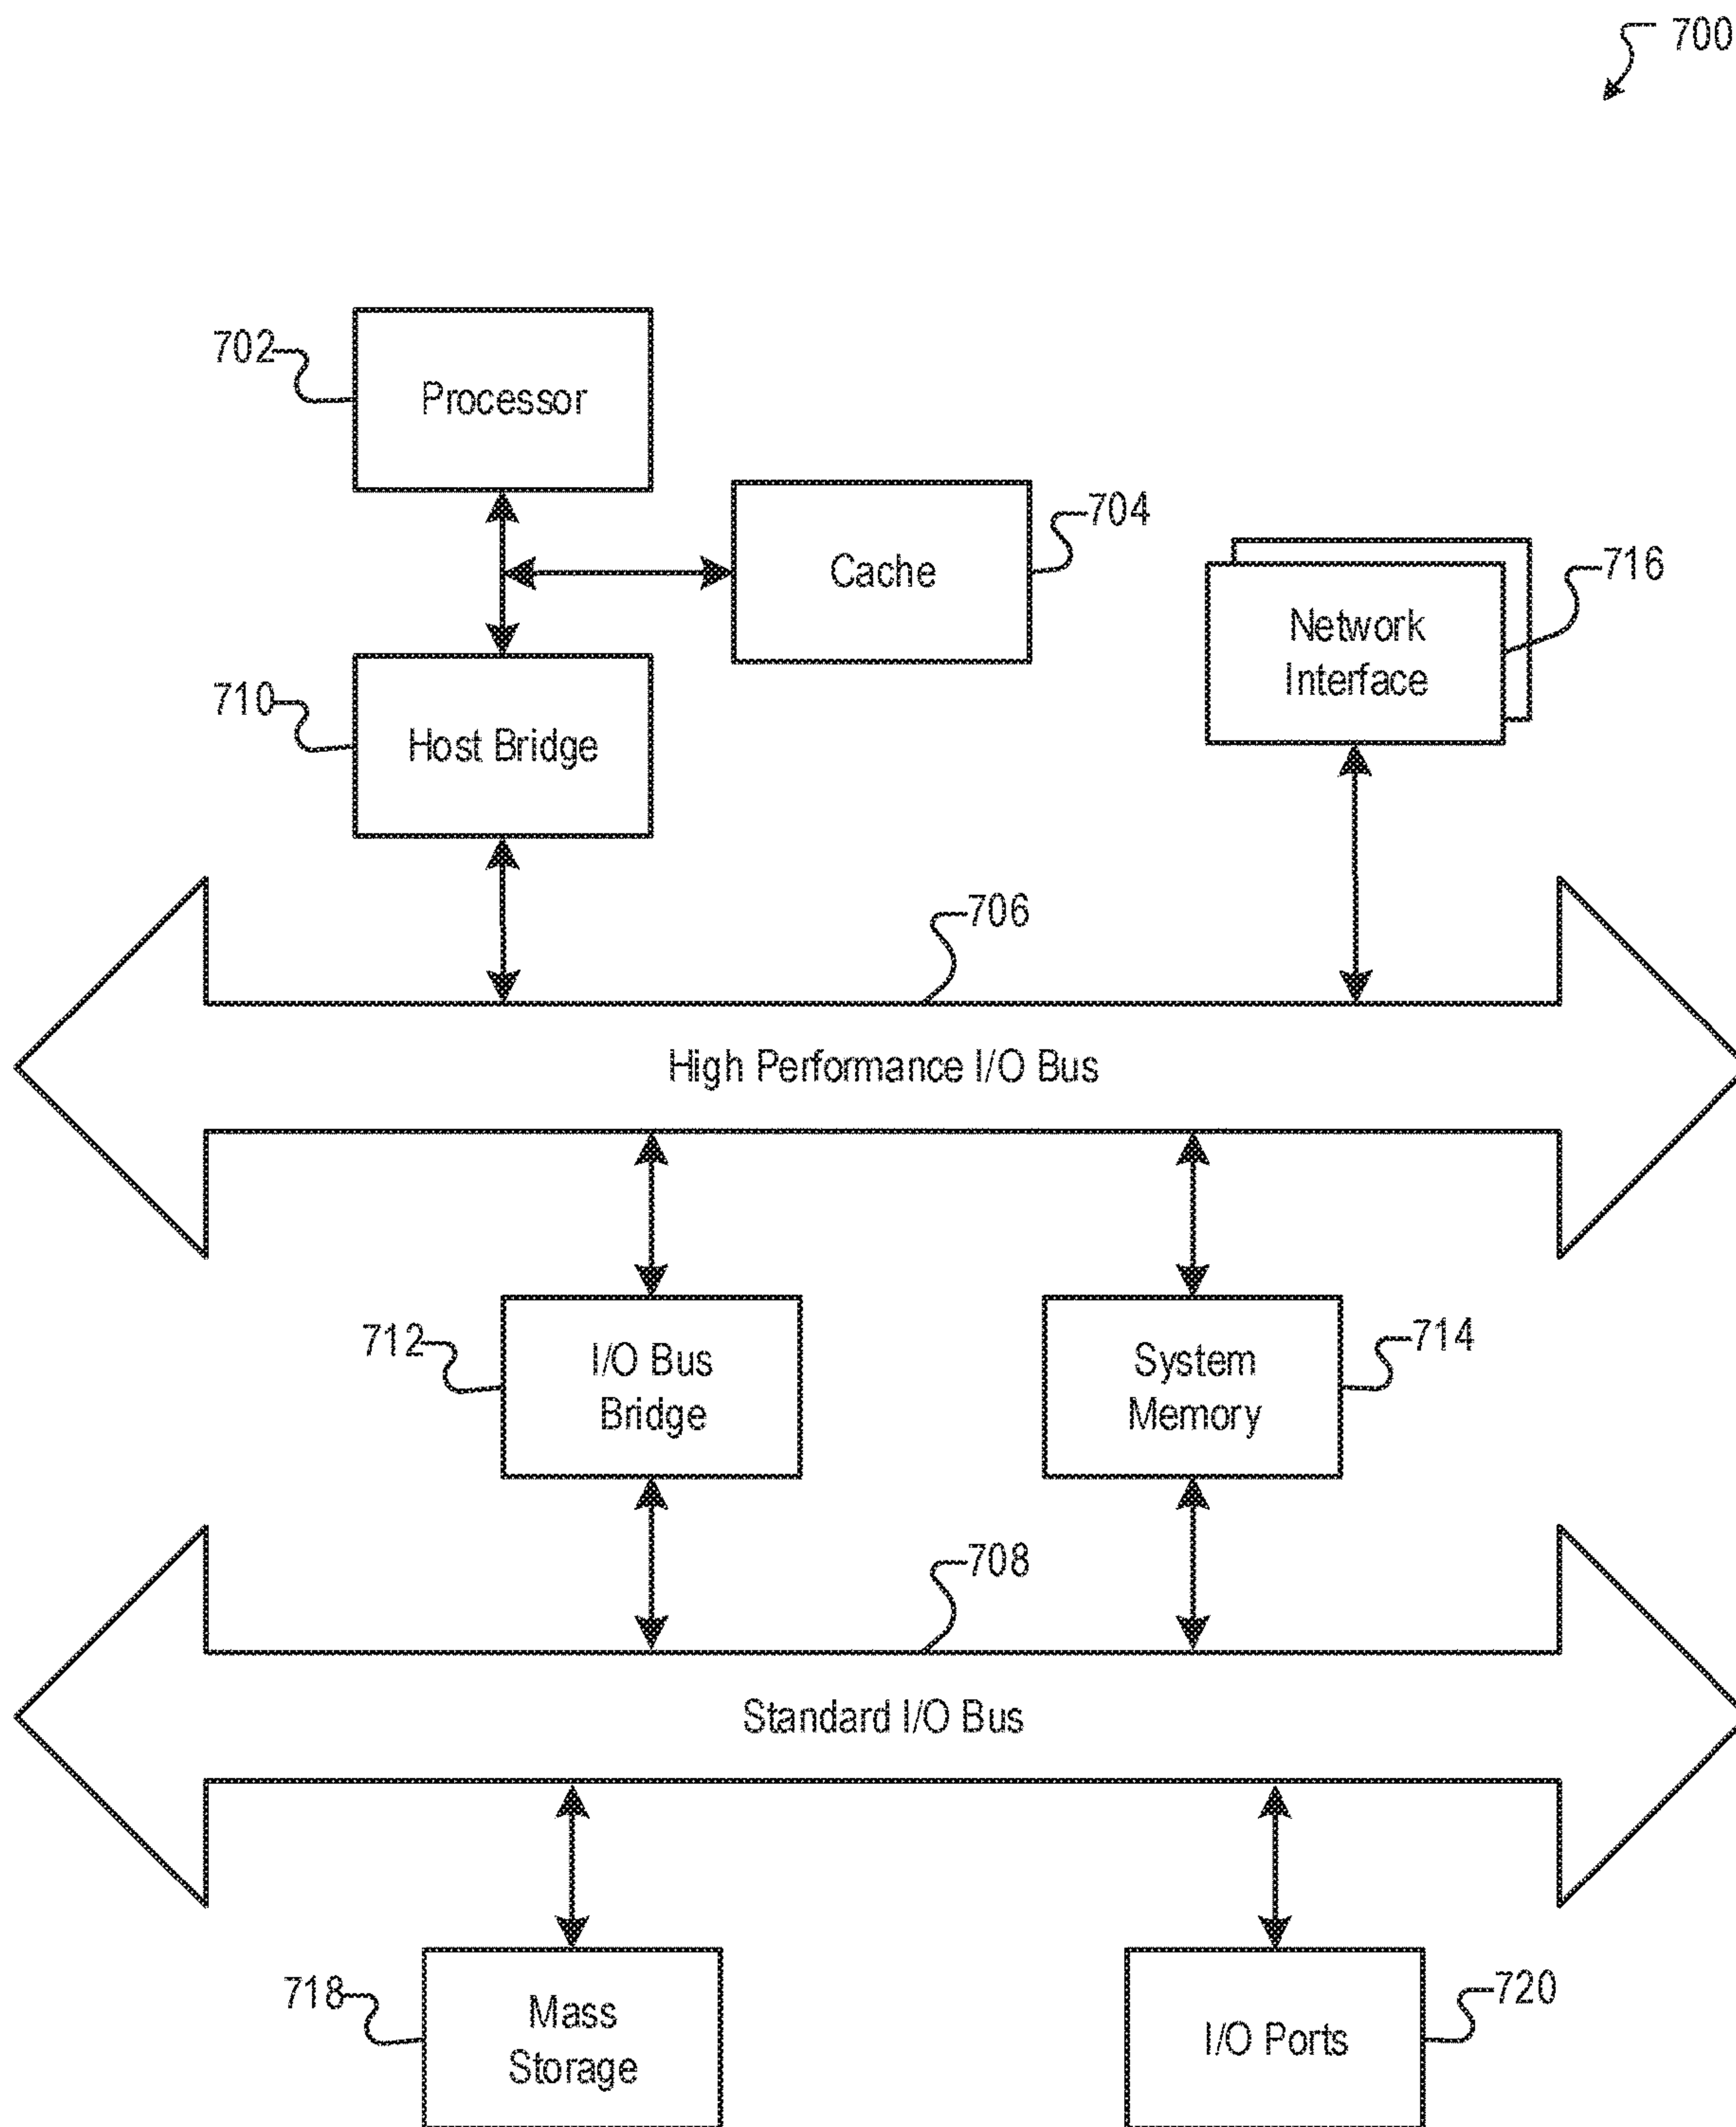 700
702
Processor
704
Cache
716
Network
Interface
710
Host Bridge
706
High Performance I/O Bus
712
I/O Bus
Bridge
714
System
Memory
708
Standard I/O Bus
718
Mass
Storage
720
I/O Ports